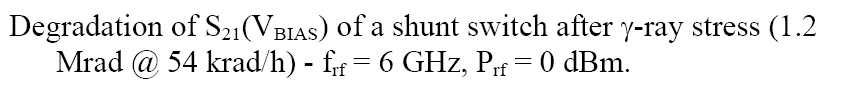 Degradation of S21(VBIAS) of a shunt switch after γ-ray stress (1.2
Mrad @ 54 krad/h) - frf = 6 GHz, Prf = 0 dBm.